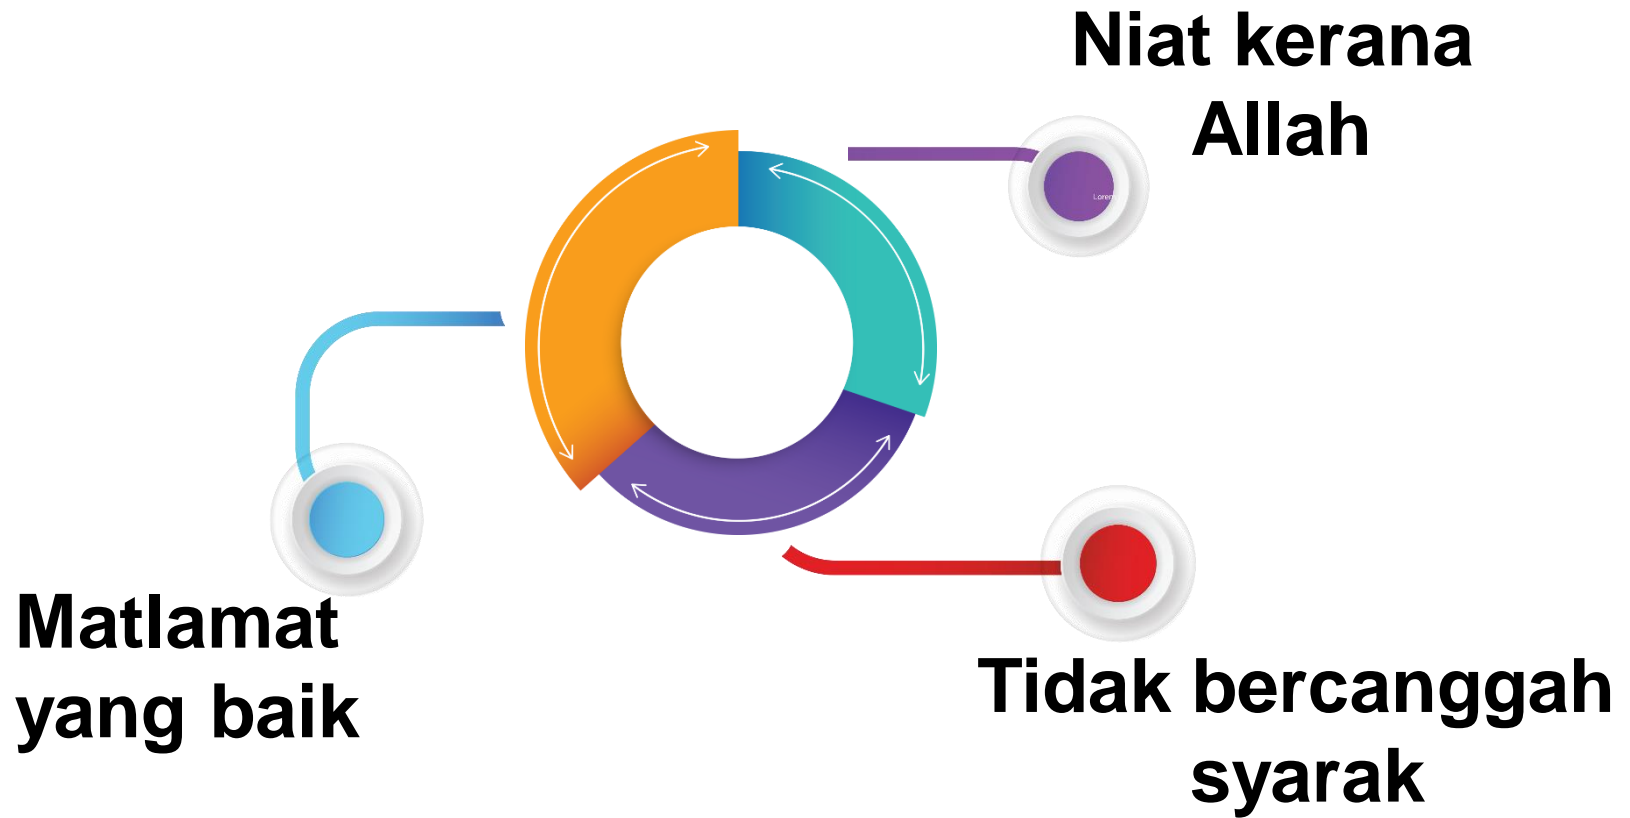 Niat kerana
Allah
Matlamat
yang baik
Tidak bercanggah
syarak